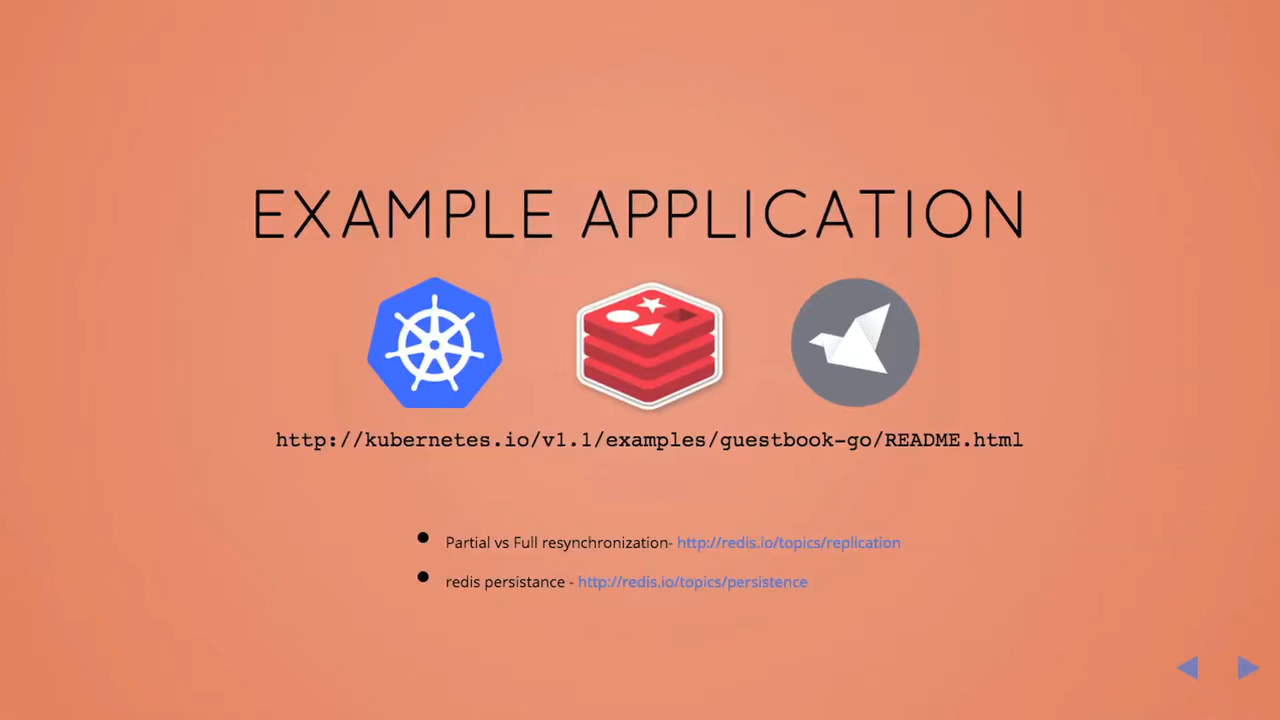 EXAMPLE APPLICATION
http://kubernetes.io/v1.1/examples/guestbook-go/README.html
Partial vs Full resynchronization- http://redis.io/topics/replication
redis persistance - http://redis.io/topics/persistence